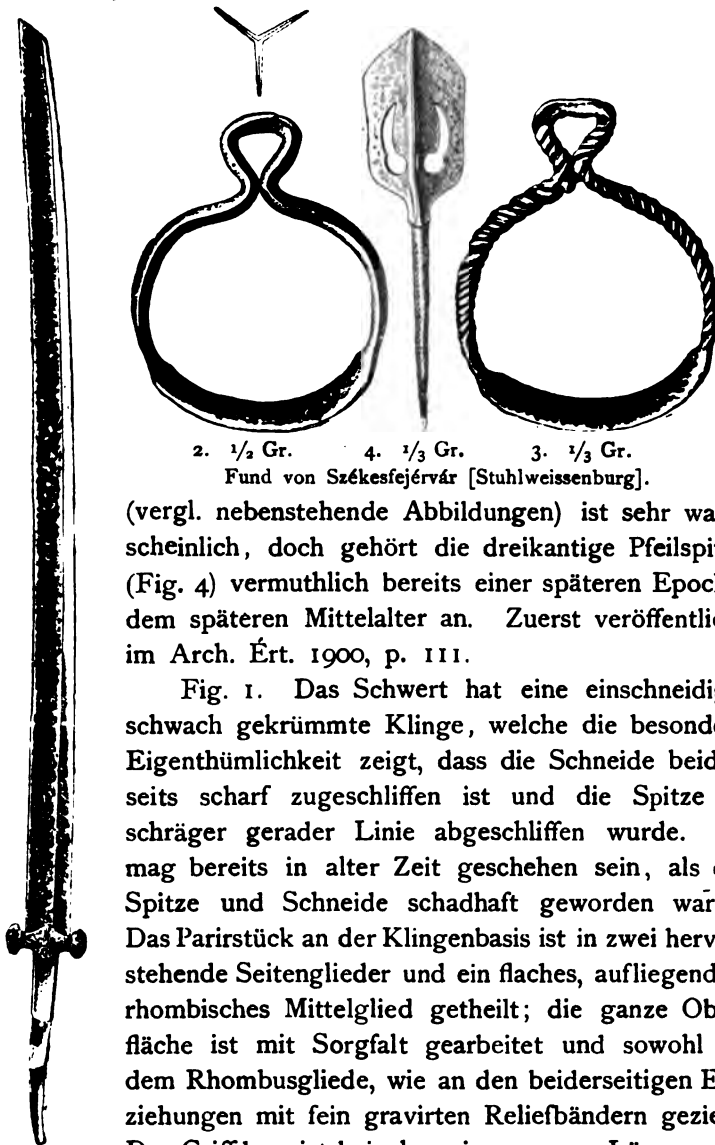 2. 1/2 Gr. 4. 1/3 Gr. 3. 1/3 Gr.
Fund von Székesfejérvár [Stuhlweissenburg].
(vergl. nebenstehende Abbildungen) ist sehr wa
scheinlich, doch gehört die dreikantige Pfeilspi
(Fig. 4) vermuthlich bereits einer späteren Epoc
dem späteren Mittelalter an. Zuerst veröffentli
im Arch. Ért. 1900, p. 111.
Fig. 1. Das Schwert hat eine einschneidi
schwach gekrümmte Klinge, welche die besond
Eigenthümlichkeit zeigt, dass die Schneide beid
seits scharf zugeschliffen ist und die Spitze
schräger gerader Linie abgeschliffen wurde.
mag bereits in alter Zeit geschehen sein, als
Spitze und Schneide schadhaft geworden war
Das Parirstück an der Klingenbasis ist in zwei herv
stehende Seitenglieder und ein flaches, aufliegend
rhombisches Mittelglied getheilt; die ganze Ob
fläche ist mit Sorgfalt gearbeitet und sowohl
dem Rhombusgliede, wie an den beiderseitigen E
ziehungen mit fein gravirten Reliefbändern gezie